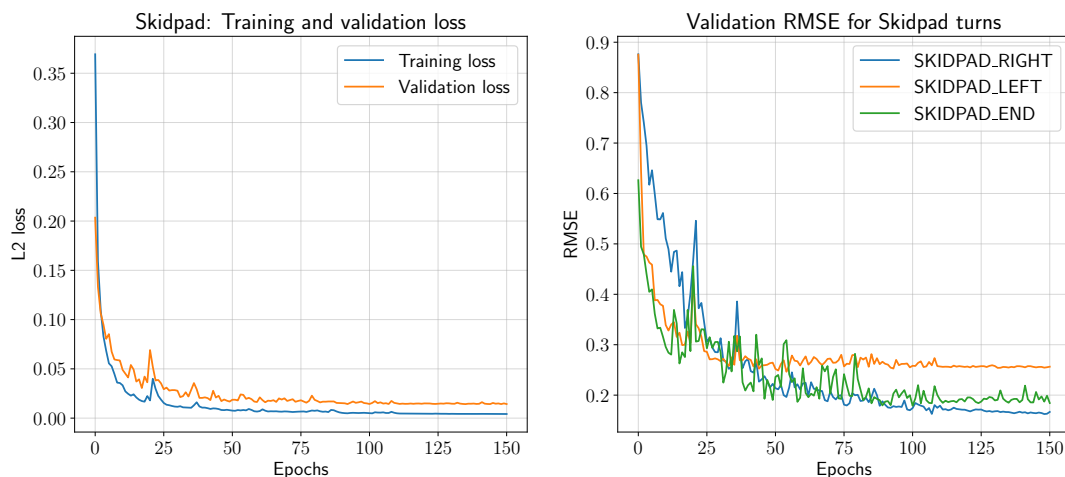 Skidpad: Training and validation loss
Training loss
Validation loss
L2 loss
0.35
0.30
0.25
0.20
0.15
0.10
0.05
0.00
0 25 50 75 100 125 150
Epochs
Validation RMSE for Skidpad turns
SKIDPAD_RIGHT
SKIDPAD_LEFT
SKIDPAD_END
RMSE
0.9
0.8
0.7
0.6
0.5
0.4
0.3
0.2
0 25 50 75 100 125 150
Epochs